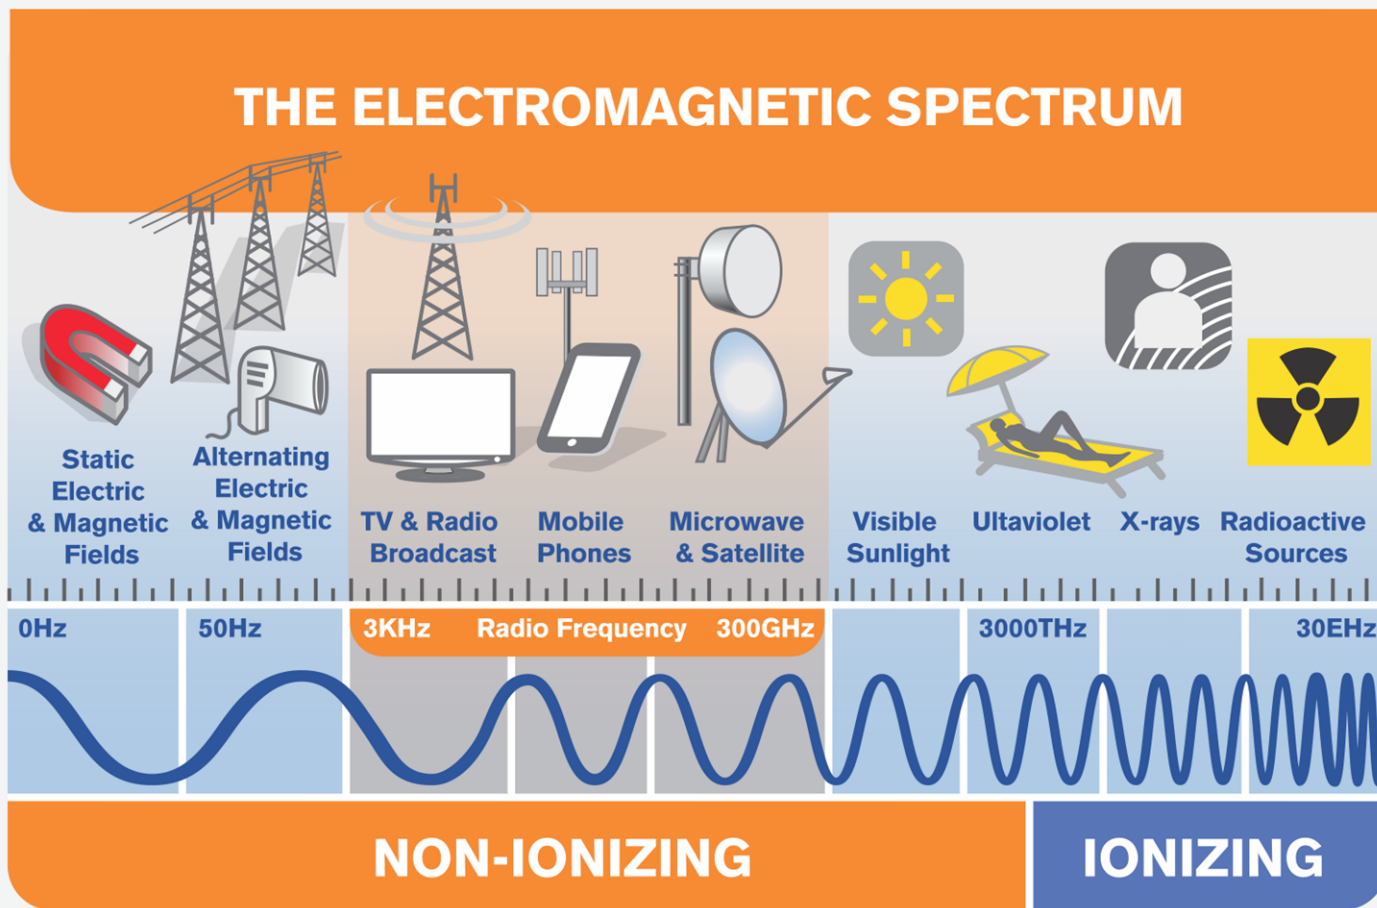 THE ELECTROMAGNETIC SPECTRUM
Static
Electric
& Magnetic
Fields
Alternating
Electric
& Magnetic
Fields
TV & Radio
Broadcast
Mobile
Phones
Microwave
& Satellite
Visible
Sunlight
Ultaviolet
X-rays
Radioactive
Sources
0Hz
50Hz
3KHz
Radio Frequency
300GHz
3000THz
30EHz
NON-IONIZING
IONIZING